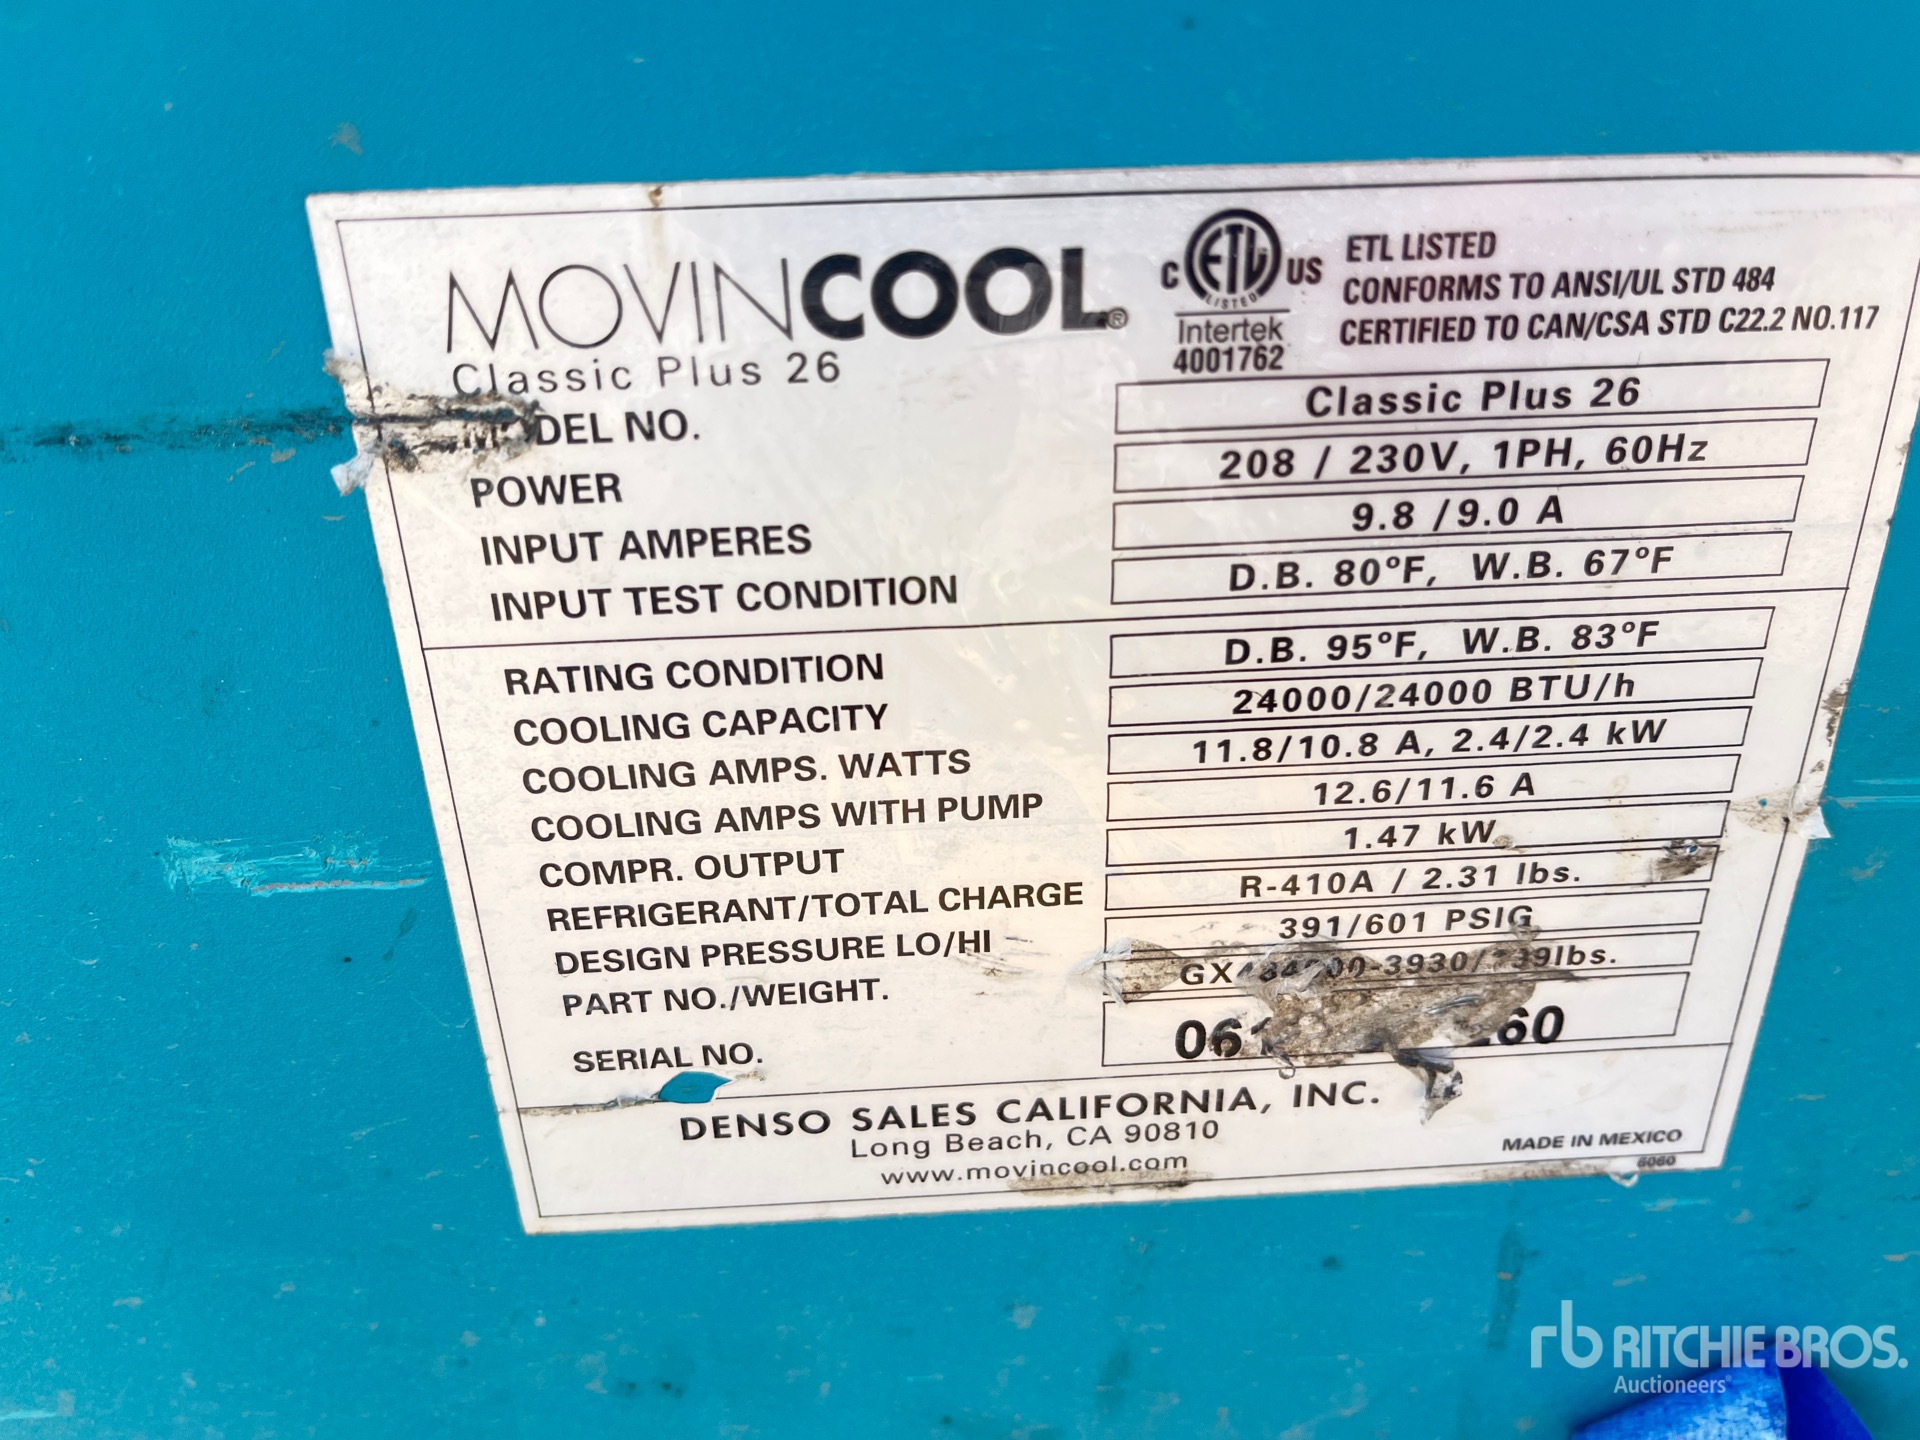 MOVINCOOL®
Classic Plus 26
C ETL US
LISTED
Intertek
4001762
ETL LISTED
CONFORMS TO ANSI/UL STD 484
CERTIFIED TO CAN/CSA STD C22.2 NO.117
MODEL NO. Classic Plus 26
POWER 208 / 230V, 1PH, 60Hz
INPUT AMPERES 9.8 /9.0 A
INPUT TEST CONDITION D.B. 80°F, W.B. 67°F
RATING CONDITION D.B. 95°F, W.B. 83°F
COOLING CAPACITY 24000/24000 BTU/h
COOLING AMPS. WATTS 11.8/10.8 A, 2.4/2.4 kW
COOLING AMPS WITH PUMP 12.6/11.6 A
COMPR. OUTPUT 1.47 kW
REFRIGERANT/TOTAL CHARGE R-410A / 2.31 lbs.
DESIGN PRESSURE LO/HI 391/601 PSIG
PART NO./WEIGHT.
SERIAL NO.
DENSO SALES CALIFORNIA, INC.
Long Beach, CA 90810
www.movincool.com
MADE IN MEXICO
6060
rb RITCHIE BROS.
Auctioneers